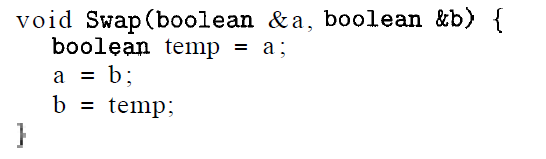 void Swap(boolean &a, boolean &b) {
   boolean temp = a;
   a = b;
   b = temp;
}